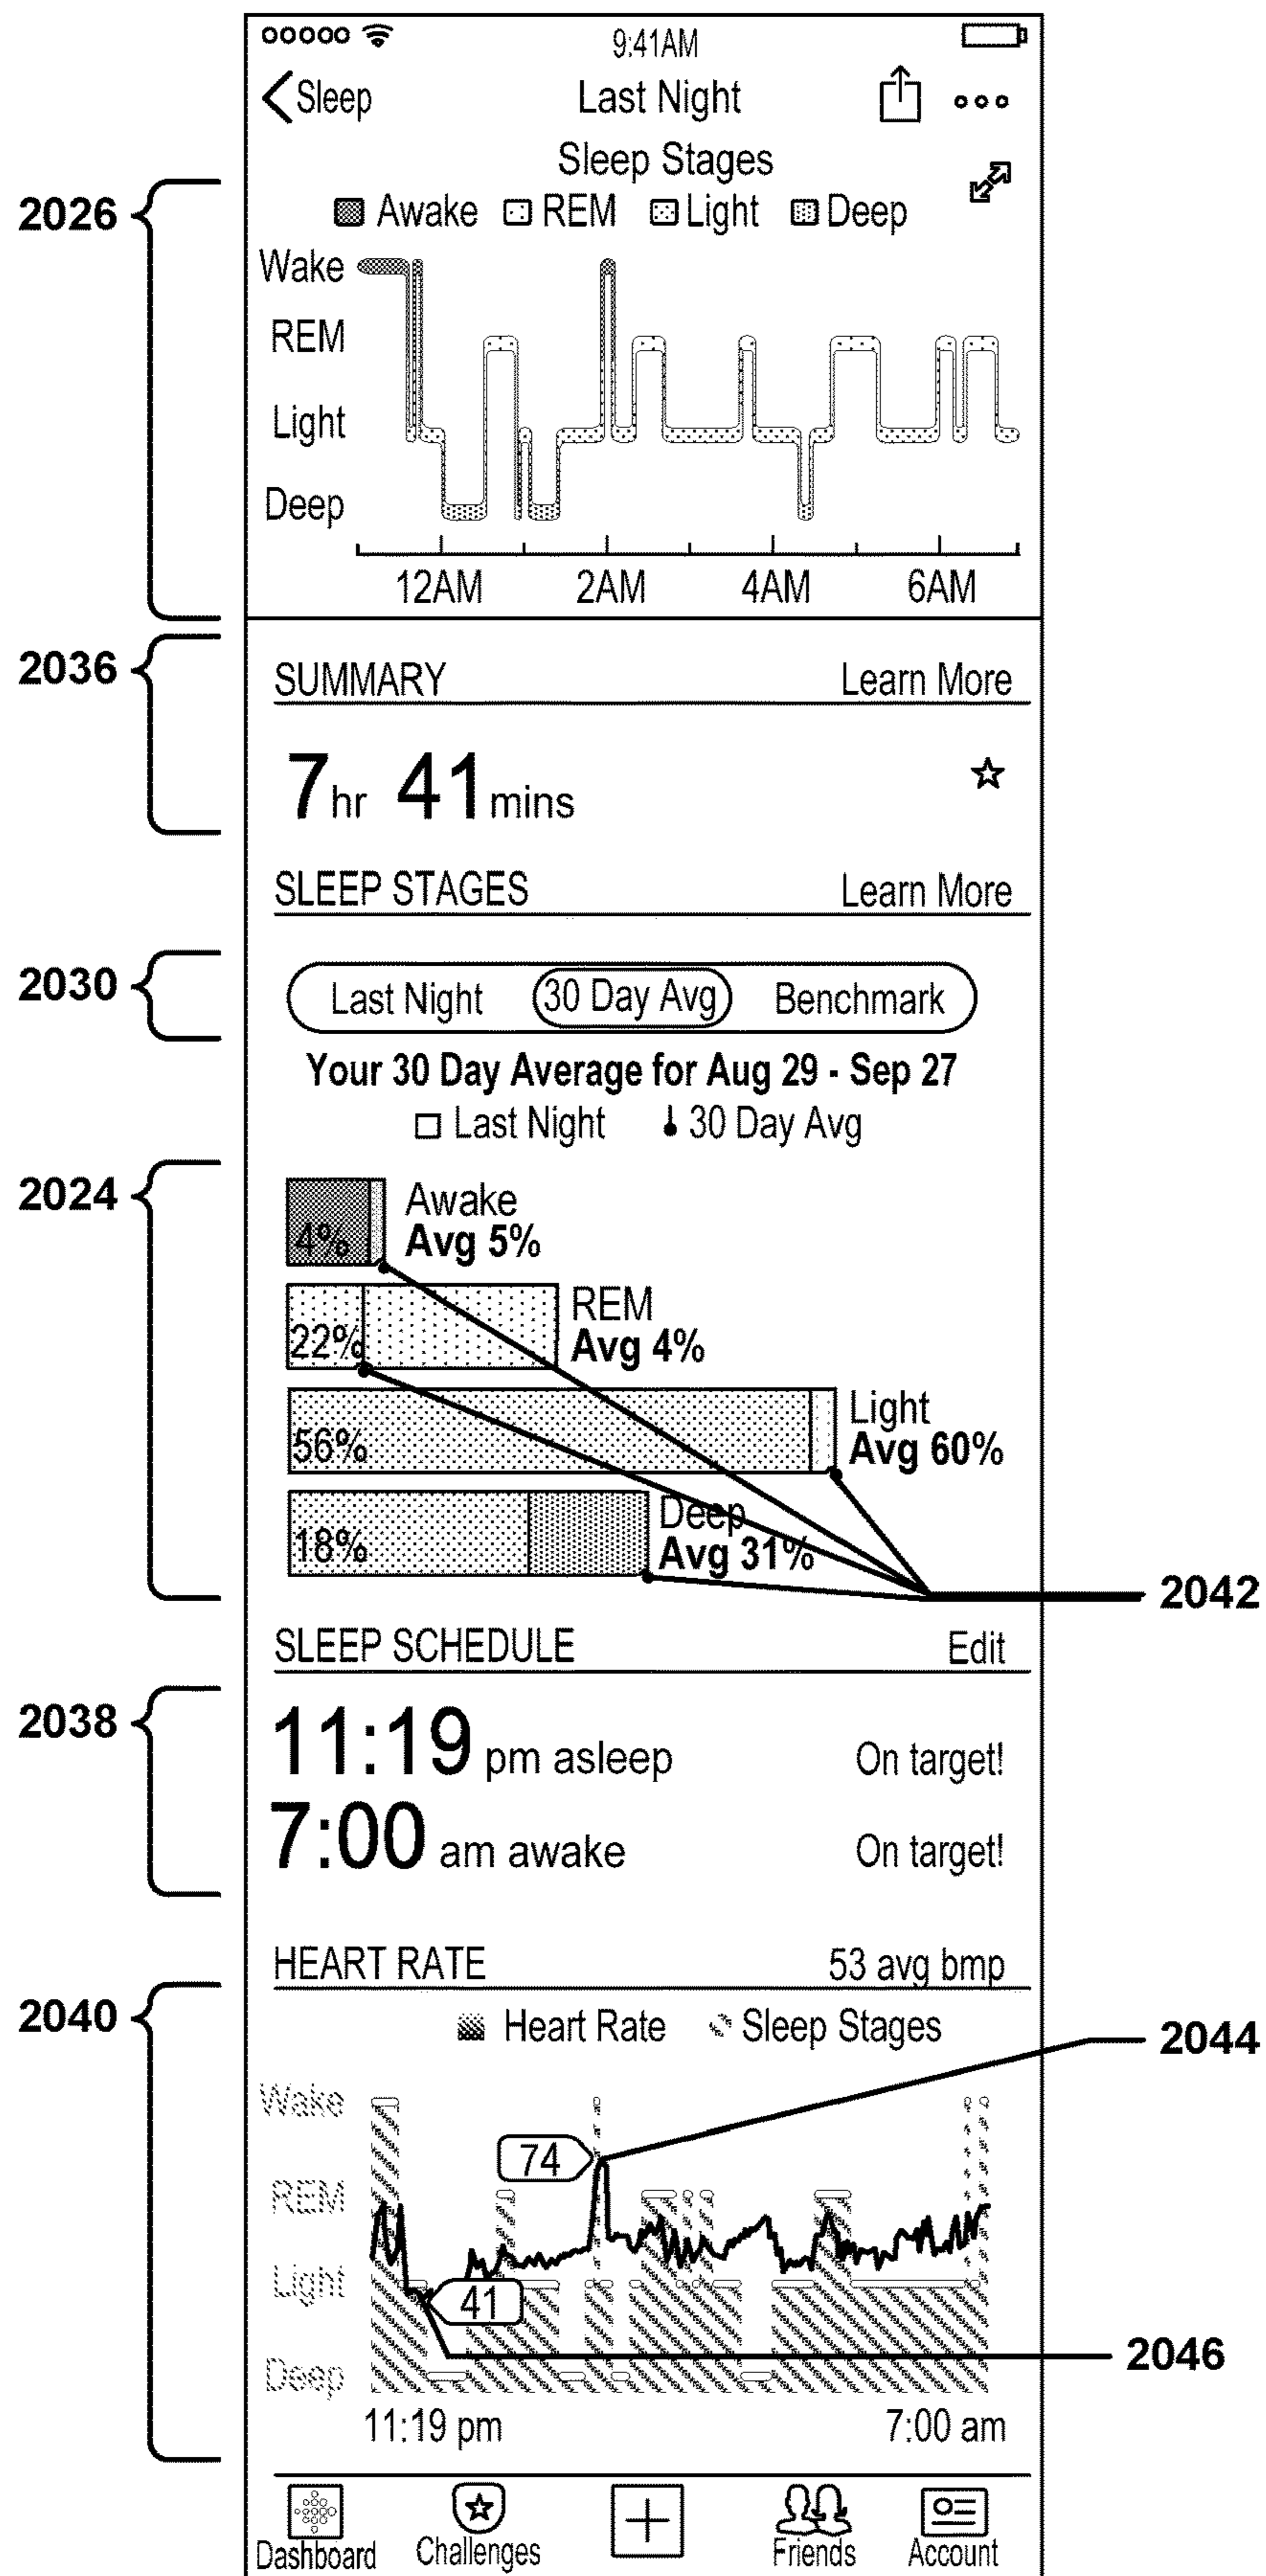 9:41AM
Sleep Last Night
Sleep Stages
2026
Awake REM Light Deep
Wake
REM
Light
Deep
12AM 2AM 4AM 6AM
2036
SUMMARY Learn More
7hr 41mins
SLEEP STAGES Learn More
2030
Last Night 30 Day Avg Benchmark
Your 30 Day Average for Aug 29 - Sep 27
Last Night 30 Day Avg
2024
Awake
4% Avg 5%
REM
22% Avg 4%
Light
56% Avg 60%
Deep
18% Avg 31%
2042
SLEEP SCHEDULE Edit
2038
11:19 pm asleep On target!
7:00 am awake On target!
HEART RATE 53 avg bmp
2040
Heart Rate Sleep Stages
2044
Wake
74
REM
Light
41
2046
Deep
11:19 pm 7:00 am
Dashboard Challenges Friends Account